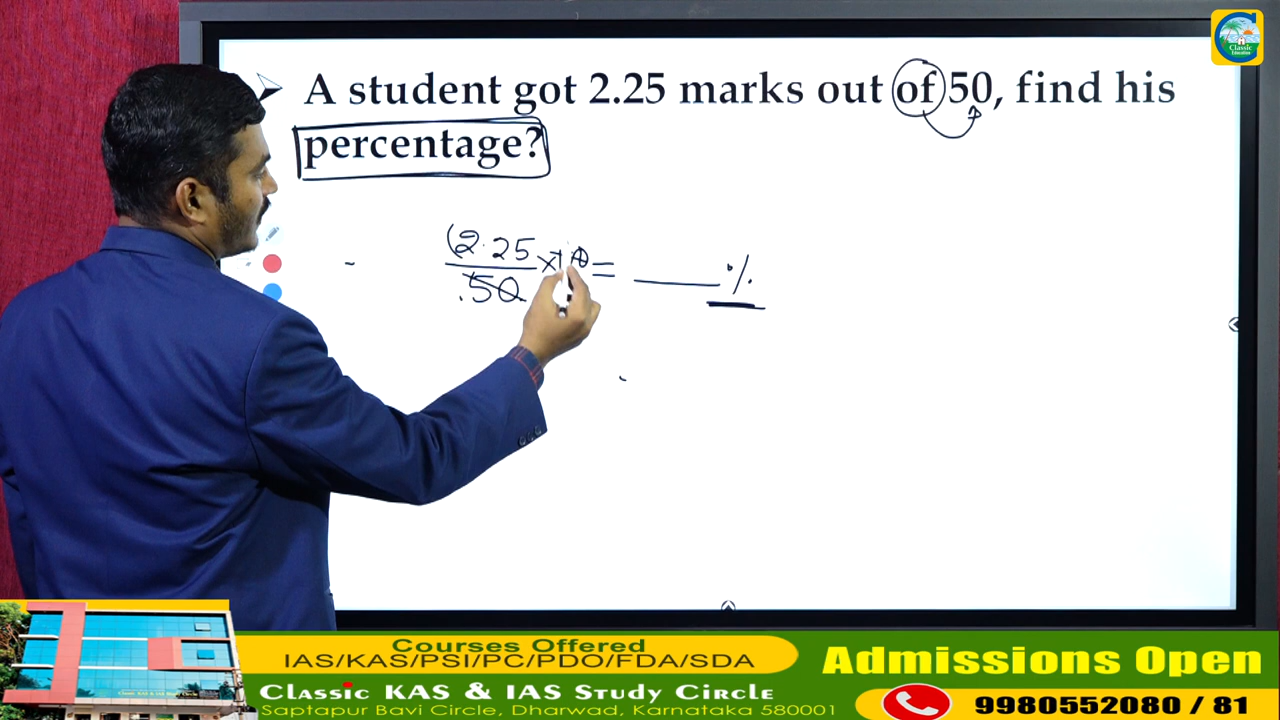 A student got 2.25 marks out of 50, find his
percentage?
(2.25
50
=
%
Classic
Education
Courses Offered
IAS/KAS/PSI/PC/PDO/FDA/SDA
Classic KAS & IAS Study Circle
Saptapur Bavi Circle, Dharwad, Karnataka 580001
Admissions Open
9980552080 / 81